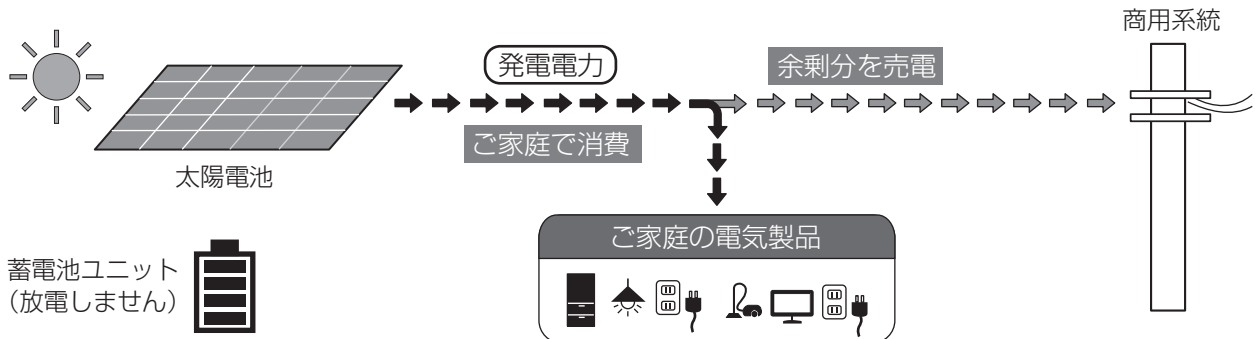 商用系統
発電電力
余剰分を売電
ご家庭で消費
太陽電池
ご家庭の電気製品
蓄電池ユニット
（放電しません）